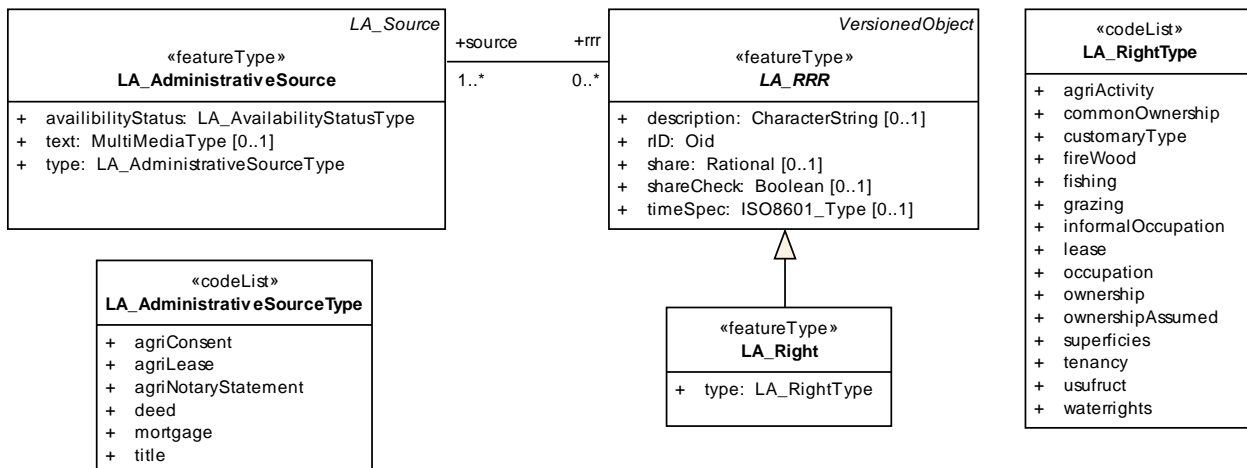 LA_Source
«featureType»
LA_AdministrativeSource
+ availibilityStatus: LA_AvailabilityStatusType
+ text: MultiMediaType [0..1]
+ type: LA_AdministrativeSourceType
+source
+rrr
1..*
0..*
VersionedObject
«featureType»
LA_RRR
+ description: CharacterString [0..1]
+ rID: Oid
+ share: Rational [0..1]
+ shareCheck: Boolean [0..1]
+ timeSpec: ISO8601_Type [0..1]
«codeList»
LA_RightType
+ agriActivity
+ commonOwnership
+ customaryType
+ fireWood
+ fishing
+ grazing
+ informalOccupation
+ lease
+ occupation
+ ownership
+ ownershipAssumed
+ superficies
+ tenancy
+ usufruct
+ waterrights
«codeList»
LA_AdministrativeSourceType
+ agriConsent
+ agriLease
+ agriNotaryStatement
+ deed
+ mortgage
+ title
«featureType»
LA_Right
+ type: LA_RightType